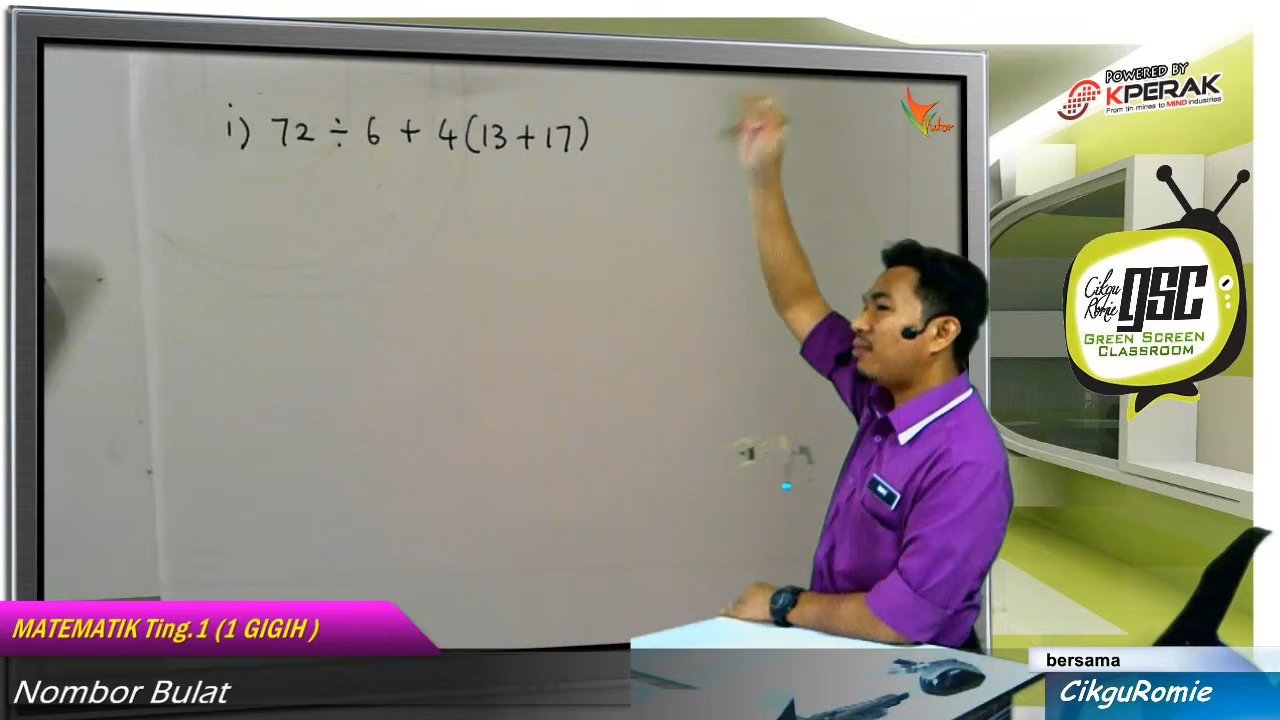 i) 72 ÷ 6 + 4(13 + 17)
Tutor
POWERED BY
KPERAK
From tin mines to MIND industries
Cikgu
Romie
GSC
GREEN SCREEN
CLASSROOM
MATEMATIK Ting.1 (1 GIGIH )
Nombor Bulat
bersama
CikguRomie